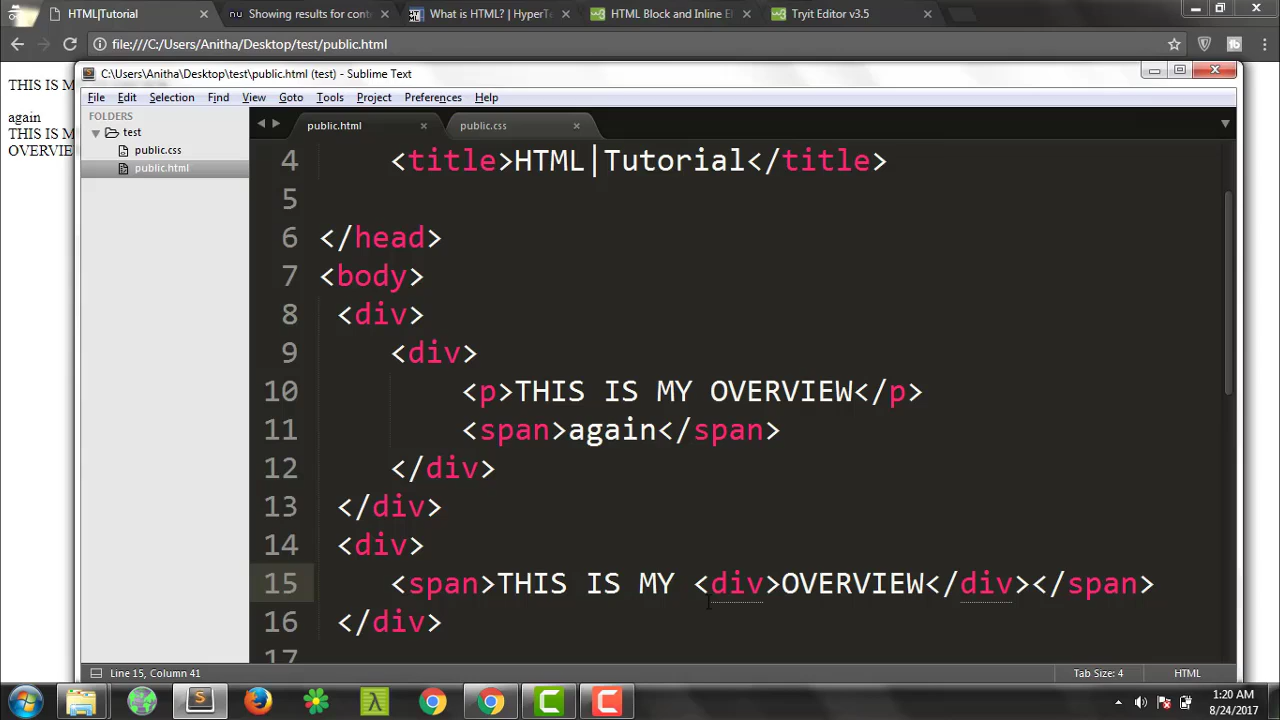 HTML|Tutorial
Showing results for cont
What is HTML? | HyperTe
HTML Block and Inline El
Tryit Editor v3.5
file:///C:/Users/Anitha/Desktop/test/public.html
C:\Users\Anitha\Desktop\test\public.html (test) - Sublime Text
File Edit Selection Find View Goto Tools Project Preferences Help
THIS IS M
again
THIS IS M
OVERVIE
FOLDERS
test
public.css
public.html
public.html
public.css
4 <title>HTML|Tutorial</title>
5
6 </head>
7 <body>
8 <div>
9 <div>
10 <p>THIS IS MY OVERVIEW</p>
11 <span>again</span>
12 </div>
13 </div>
14 <div>
15 <span>THIS IS MY <div>OVERVIEW</div></span>
16 </div>
17
Line 15, Column 41
Tab Size: 4
HTML
1:20 AM
8/24/2017